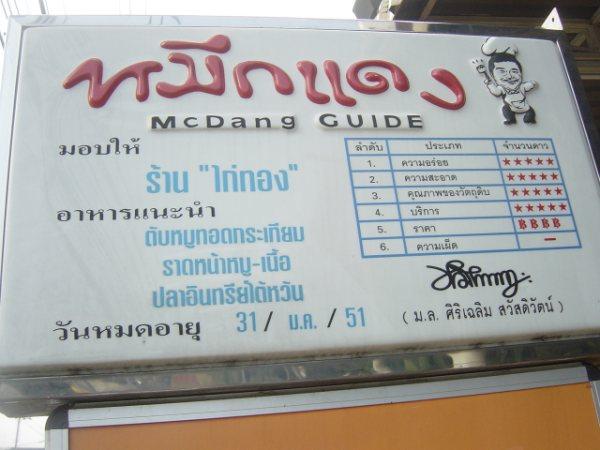 หมึกแดง
McDang GUIDE
มอบให้
ร้าน "ไก่ทอง"
อาหารแนะนำ
ตับหมูทอดกระเทียม
ราดหน้าหมู-เนื้อ
ปลาอินทรีย์ไต้หวัน
วันหมดอายุ 31 / ม.ค. / 51
ลำดับ ประเภท จำนวนดาว
1. ความอร่อย ★★★★★
2. ความสะอาด ★★★★★
3. คุณภาพของวัตถุดิบ ★★★★★
4. บริการ ★★★★★
5. ราคา ฿฿฿฿
6. ความเผ็ด –
( ม.ล. ศิริเฉลิม สวัสดิวัตน์ )